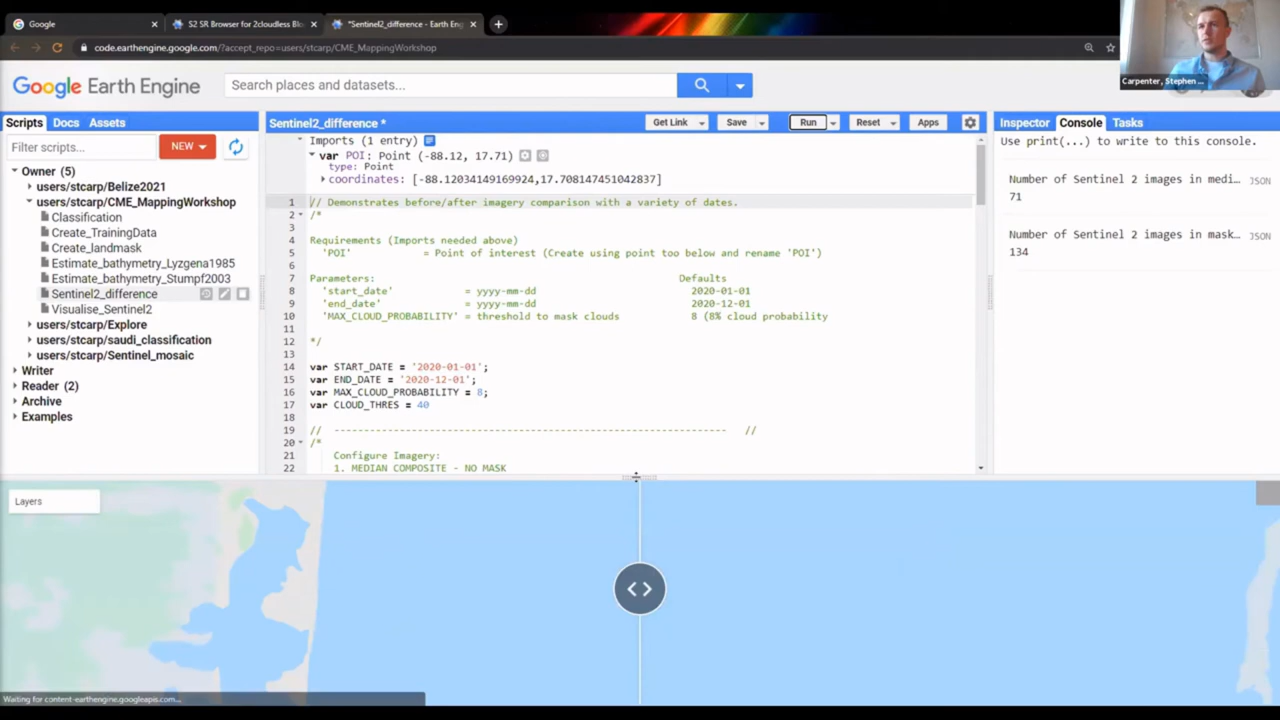 Google
S2 SR Browser for 2cloudless Blo
*Sentinel2_difference - Earth Eng
code.earthengine.google.com/?accept_repo=users/stcarp/CME_MappingWorkshop
Carpenter, Stephen ...
Google Earth Engine
Search places and datasets...
Scripts
Docs
Assets
Sentinel2_difference *
Get Link
Save
Run
Reset
Apps
Inspector
Console
Tasks
Filter scripts...
NEW
Owner (5)
users/stcarp/Belize2021
users/stcarp/CME_MappingWorkshop
Classification
Create_TrainingData
Create_landmask
Estimate_bathymetry_Lyzgena1985
Estimate_bathymetry_Stumpf2003
Sentinel2_difference
Visualise_Sentinel2
users/stcarp/Explore
users/stcarp/saudi_classification
users/stcarp/Sentinel_mosaic
Writer
Reader (2)
Archive
Examples
Imports (1 entry)
var POI: Point (-88.12, 17.71)
type: Point
coordinates: [-88.12034149169924,17.708147451042837]
1 // Demonstrates before/after imagery comparison with a variety of dates.
2 /*
3
4 Requirements (Imports needed above)
5 'POI' = Point of interest (Create using point too below and rename 'POI')
6
7 Parameters: Defaults
8 'start_date' = yyyy-mm-dd 2020-01-01
9 'end_date' = yyyy-mm-dd 2020-12-01
10 'MAX_CLOUD_PROBABILITY' = threshold to mask clouds 8 (8% cloud probability
11
12 */
13
14 var START_DATE = '2020-01-01';
15 var END_DATE = '2020-12-01';
16 var MAX_CLOUD_PROBABILITY = 8;
17 var CLOUD_THRES = 40
18
19 // ------------------------------------------------------------------ //
20 /*
21 Configure Imagery:
22 1. MEDIAN COMPOSITE - NO MASK
Use print(...) to write to this console.
Number of Sentinel 2 images in medi... JSON
71
Number of Sentinel 2 images in mask... JSON
134
Layers
Waiting for content-earthengine.googleapis.com...